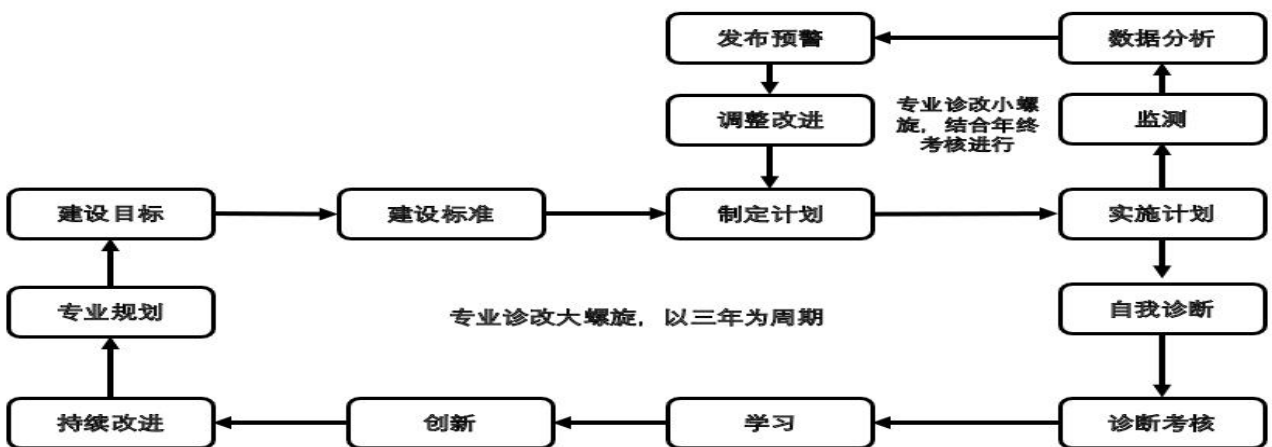 发布预警
数据分析
调整改进
专业诊改小螺
旋，结合年终
考核进行
监测
建设目标
建设标准
制定计划
实施计划
专业规划
专业诊改大螺旋，以三年为周期
自我诊断
持续改进
创新
学习
诊断考核